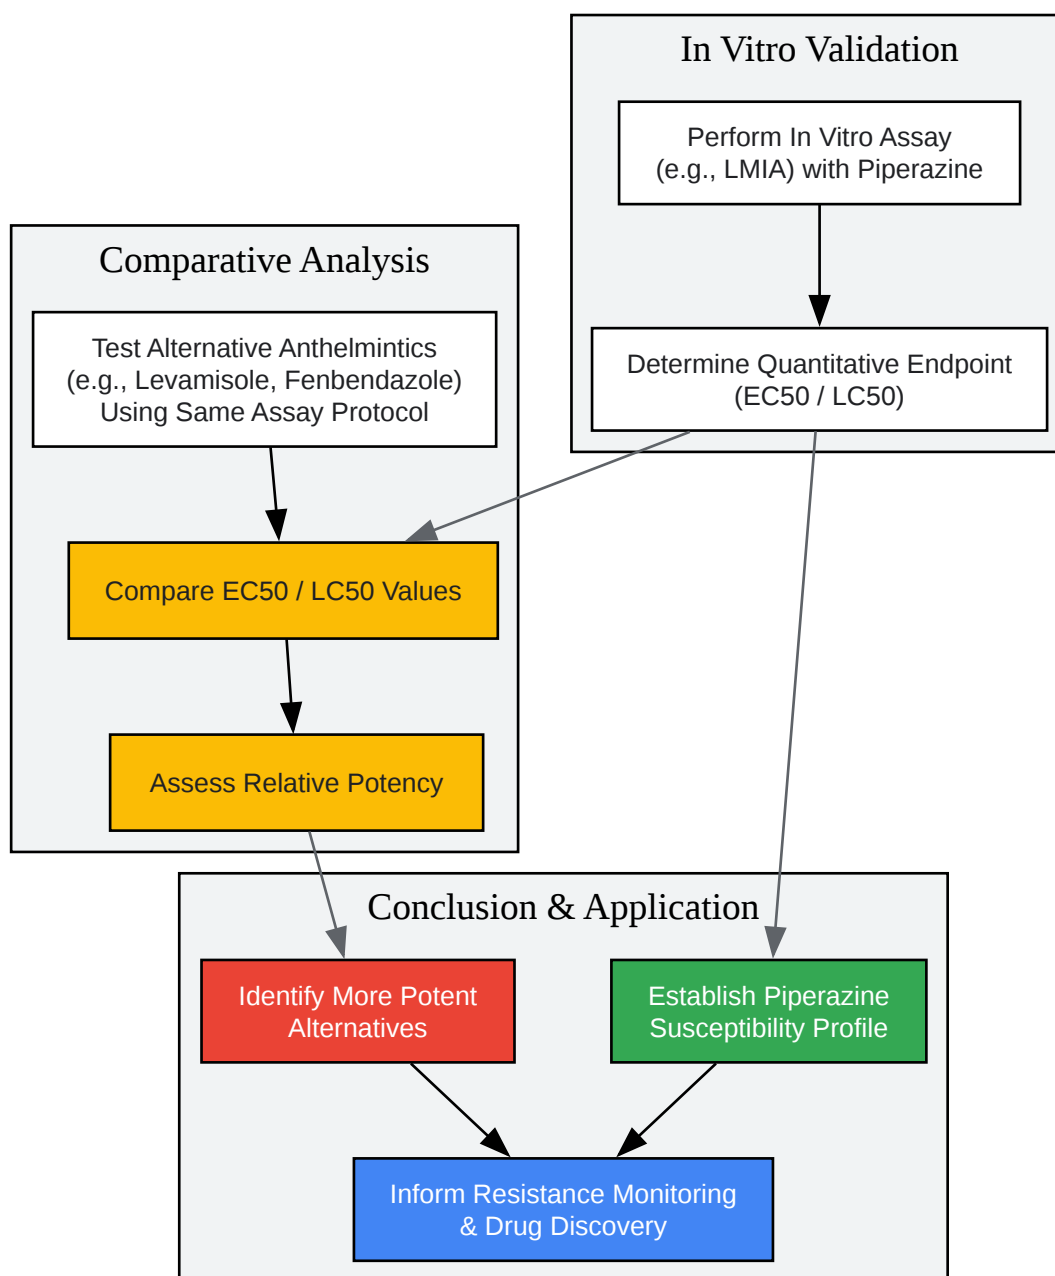 In Vitro Validation
Perform In Vitro Assay
(e.g., LMIA) with Piperazine
Determine Quantitative Endpoint
(EC50 / LC50)
Comparative Analysis
Test Alternative Anthelmintics
(e.g., Levamisole, Fenbendazole)
Using Same Assay Protocol
Compare EC50 / LC50 Values
Assess Relative Potency
Conclusion & Application
Identify More Potent
Alternatives
Establish Piperazine
Susceptibility Profile
Inform Resistance Monitoring
& Drug Discovery